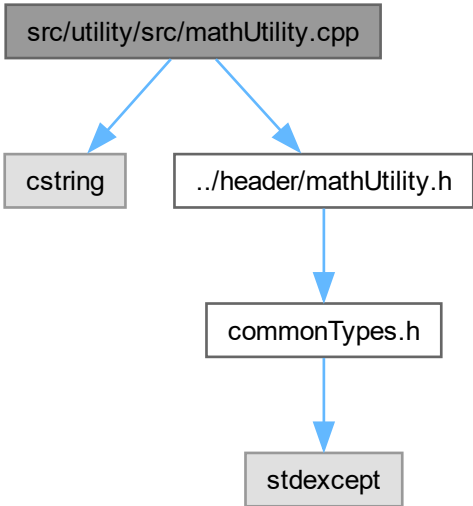 src/utility/src/mathUtility.cpp
cstring
../header/mathUtility.h
commonTypes.h
stdexcept